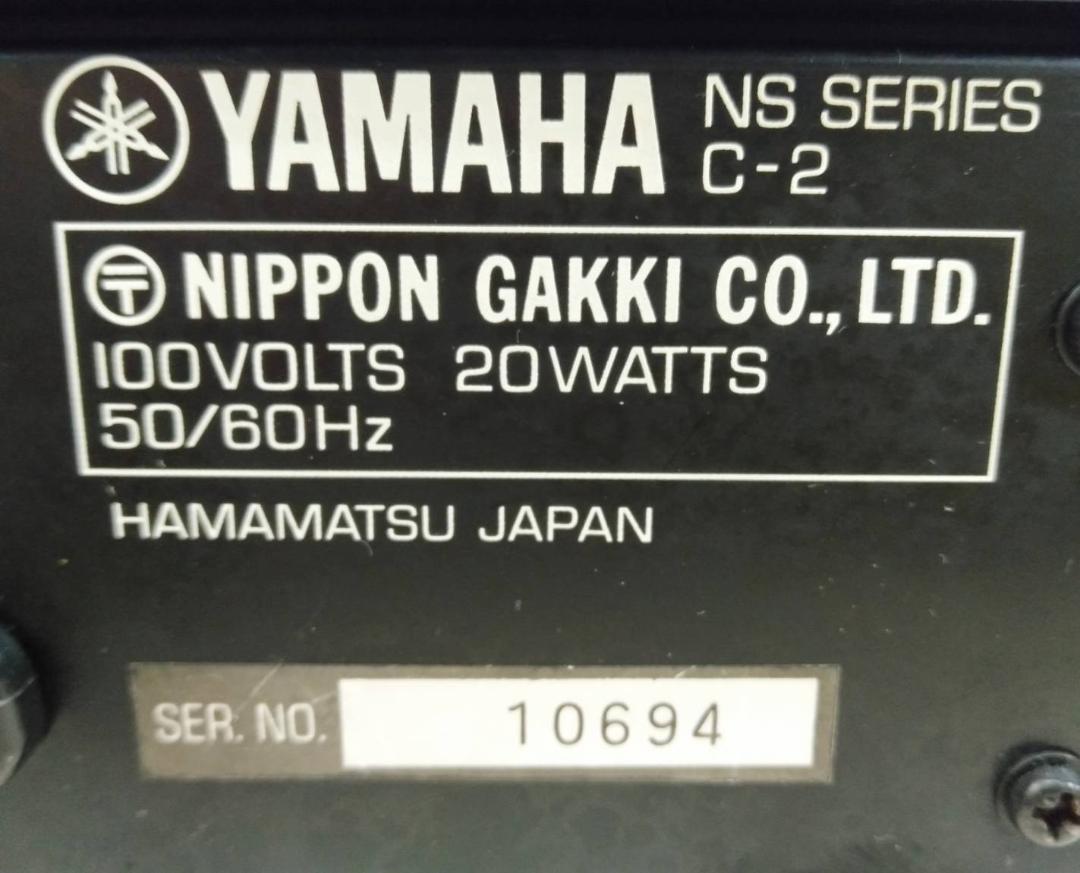 YAMAHA NS SERIES
C-2
NIPPON GAKKI CO., LTD.
100VOLTS 20WATTS
50/60Hz
HAMAMATSU JAPAN
SER. NO. 10694